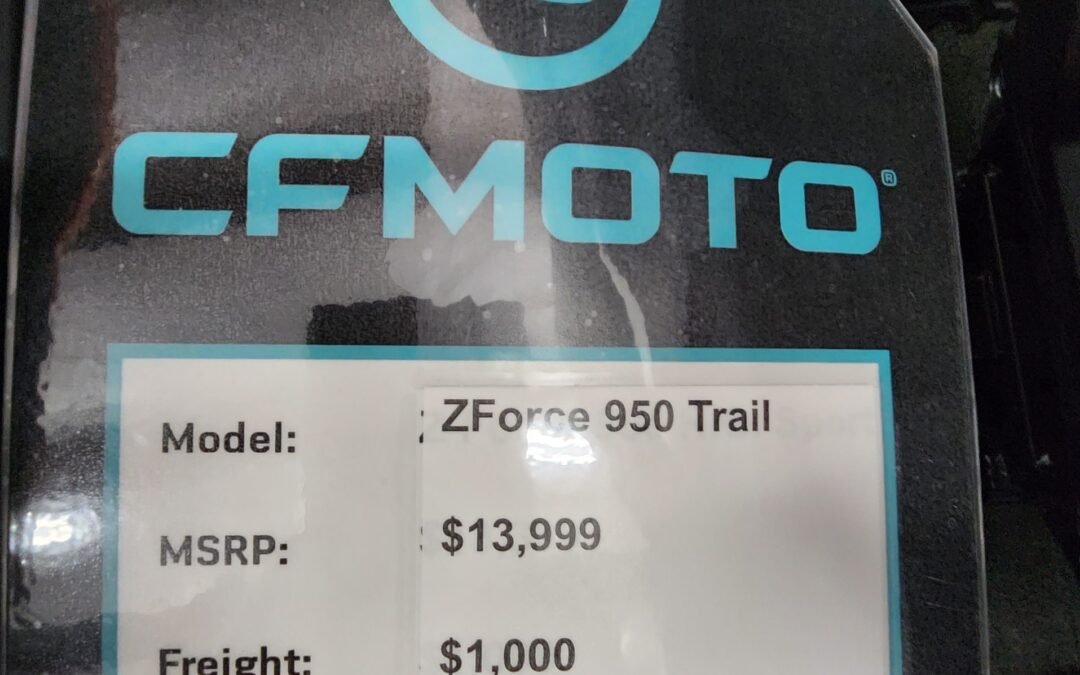 CFMOTO®
Model: ZForce 950 Trail
MSRP: $13,999
Freight: $1,000